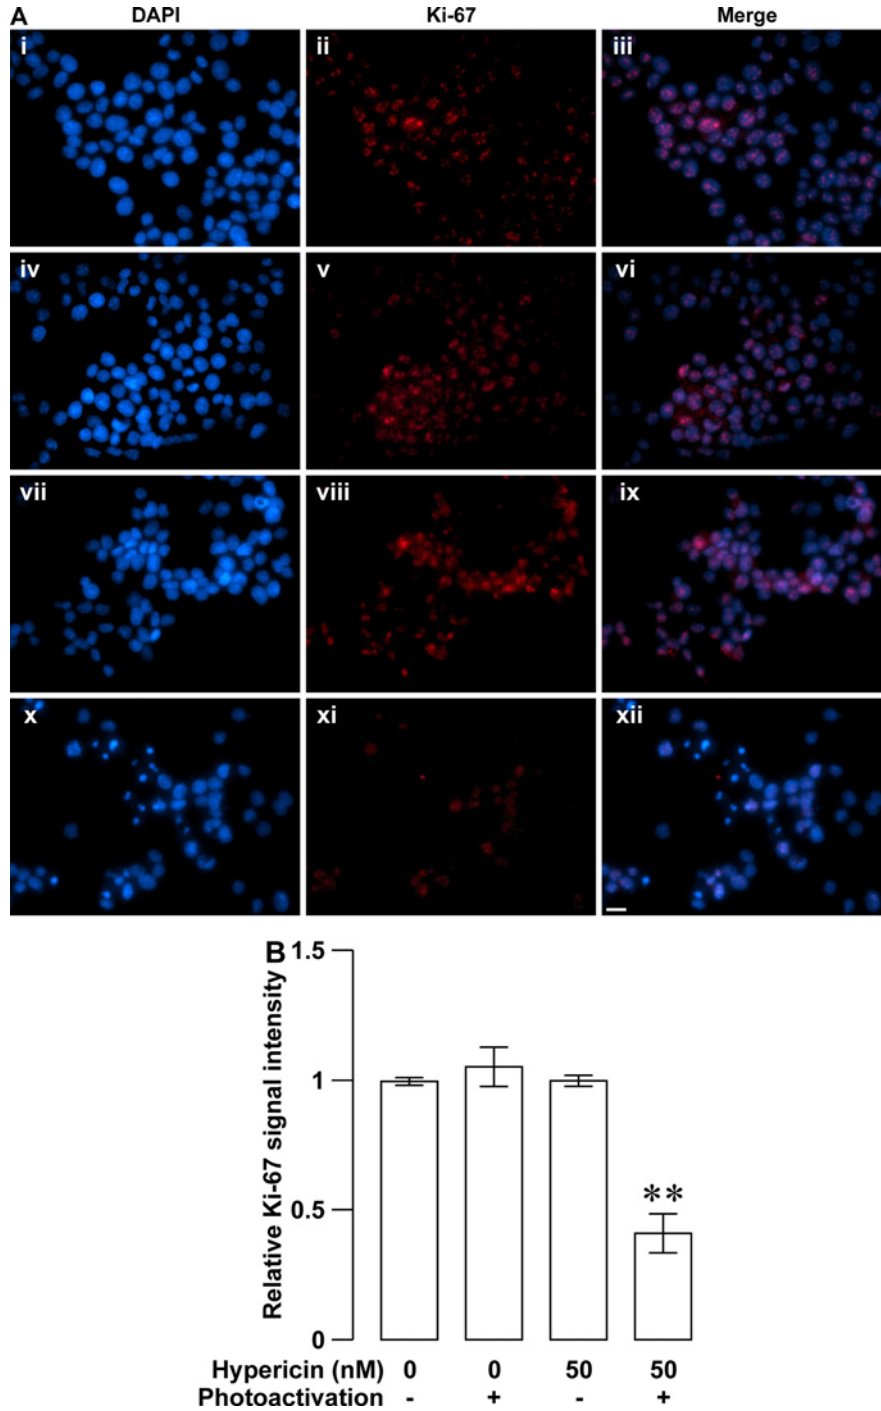 A DAPI Ki-67 Merge
i ii iii
iv v vi
vii viii ix
x xi xii
B
1.5
1
0.5
0
Relative Ki-67 signal intensity
**
Hypericin (nM) 0 0 50 50
Photoactivation - + - +